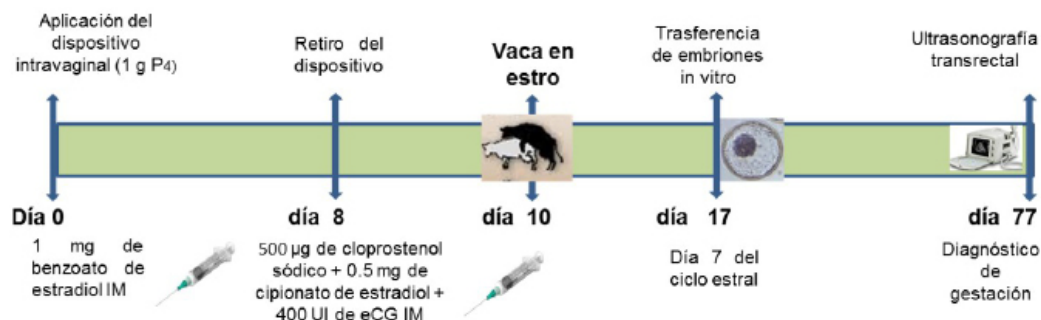 Aplicación del
dispositivo
intravaginal (1 g P4)
Retiro del
dispositivo
Vaca en
estro
Trasferencia
de embriones
in vitro
Ultrasonografía
transrectal
Día 0
día 8
día 10
día 17
día 77
1 mg de
benzoato de
estradiol IM
500 µg de cloprostenol
sódico + 0.5 mg de
cipionato de estradiol +
400 UI de eCG IM
Día 7 del
ciclo estral
Diagnóstico
de
gestación